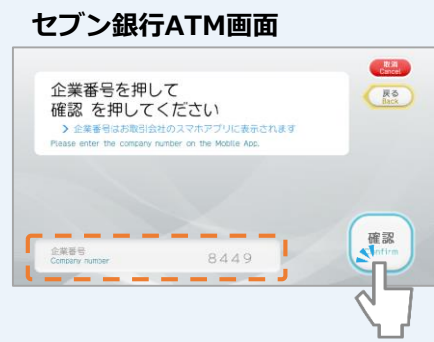 セブン銀行ATM画面
取消
Cancel
企業番号を押して
確認 を押してください
戻る
Back
企業番号はお取引会社のスマホアプリに表示されます
Please enter the company number on the Mobile App.
企業番号
Company number
8449
確認
Confirm